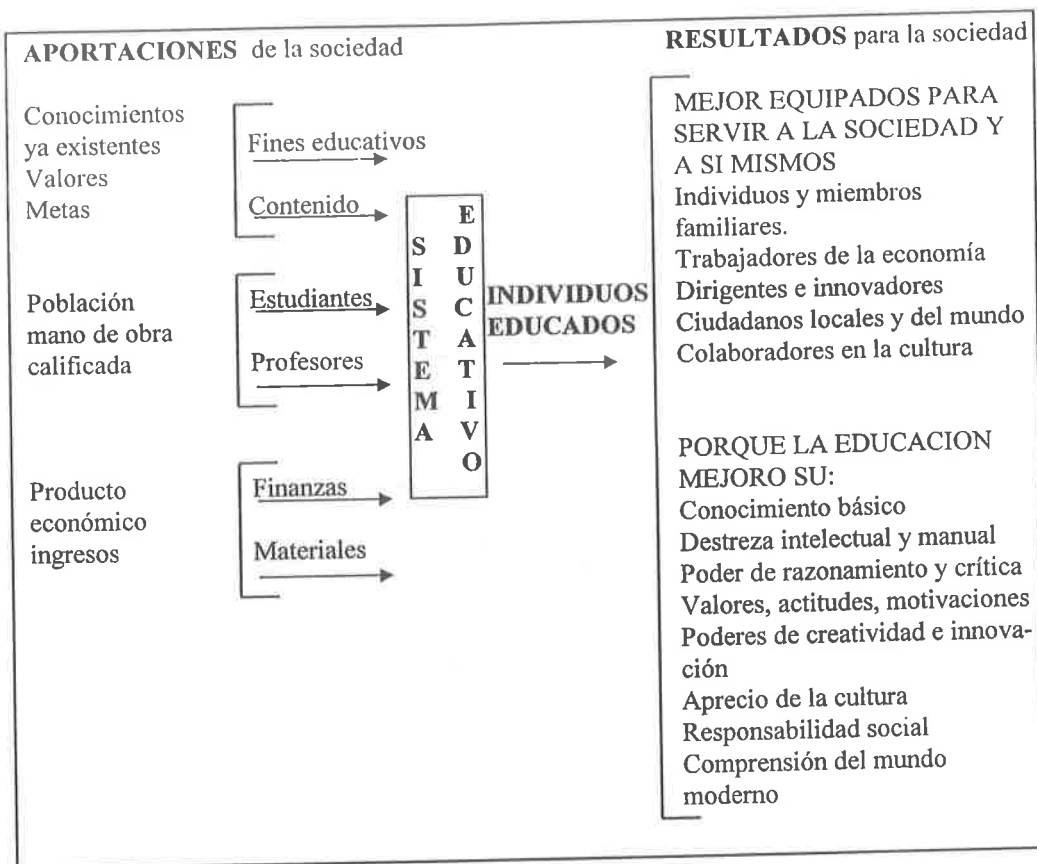 APORTACIONES de la sociedad
Conocimientos
ya existentes
Valores
Metas
Fines educativos
Contenido
Población
mano de obra
calificada
Estudiantes
Profesores
Producto
económico
ingresos
Finanzas
Materiales
SISTEMA
EDUCATIVO
INDIVIDUOS
EDUCADOS
RESULTADOS para la sociedad
MEJOR EQUIPADOS PARA
SERVIR A LA SOCIEDAD Y
A SI MISMOS
Individuos y miembros
familiares.
Trabajadores de la economía
Dirigentes e innovadores
Ciudadanos locales y del mundo
Colaboradores en la cultura
PORQUE LA EDUCACION
MEJORO SU:
Conocimiento básico
Destreza intelectual y manual
Poder de razonamiento y crítica
Valores, actitudes, motivaciones
Poderes de creatividad e innova-
ción
Aprecio de la cultura
Responsabilidad social
Comprensión del mundo
moderno